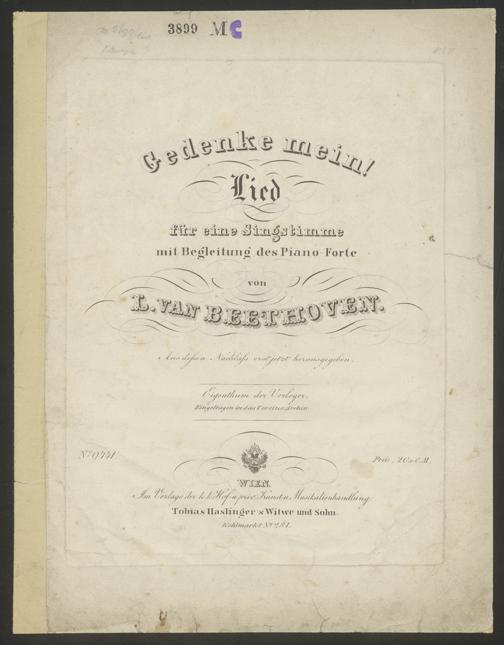 3899 MC
Gedenke mein!
Lied
für eine Singstimme
mit Begleitung des Piano-Forte
von
L. VAN BEETHOVEN.
Aus dessen Nachlass erst jetzt herausgegeben.
Eigenthum der Verleger.
Eingetragen in das Vereins-Archiv.
No 9441.
Preis, 20 x C.M.
WIEN.
Im Verlage der k.k. Hof u. priv. Kunst u. Musikalienhandlung
Tobias Haslinger's Witwe und Sohn.
Kohlmarkt No 281.